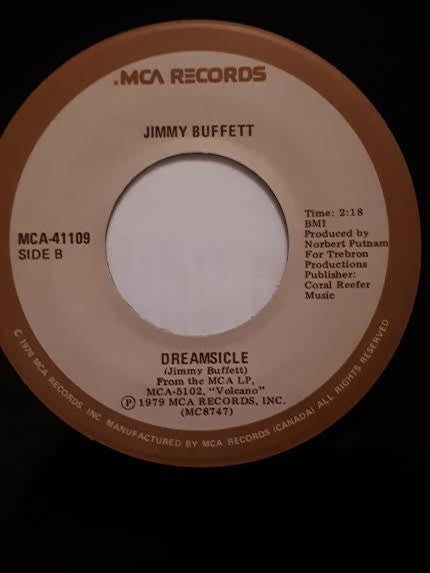 .MCA RECORDS
JIMMY BUFFETT
MCA-41109
SIDE B
Time: 2:18
BMI
Produced by
Norbert Putnam
For Trebron
Productions
Publisher:
Coral Reefer
Music
DREAMSICLE
(Jimmy Buffett)
From the MCA LP,
MCA-5102, "Volcano"
Ⓟ 1979 MCA RECORDS, INC.
(MC8747)
© 1978 MCA RECORDS, INC. MANUFACTURED BY MCA RECORDS (CANADA) ALL RIGHTS RESERVED